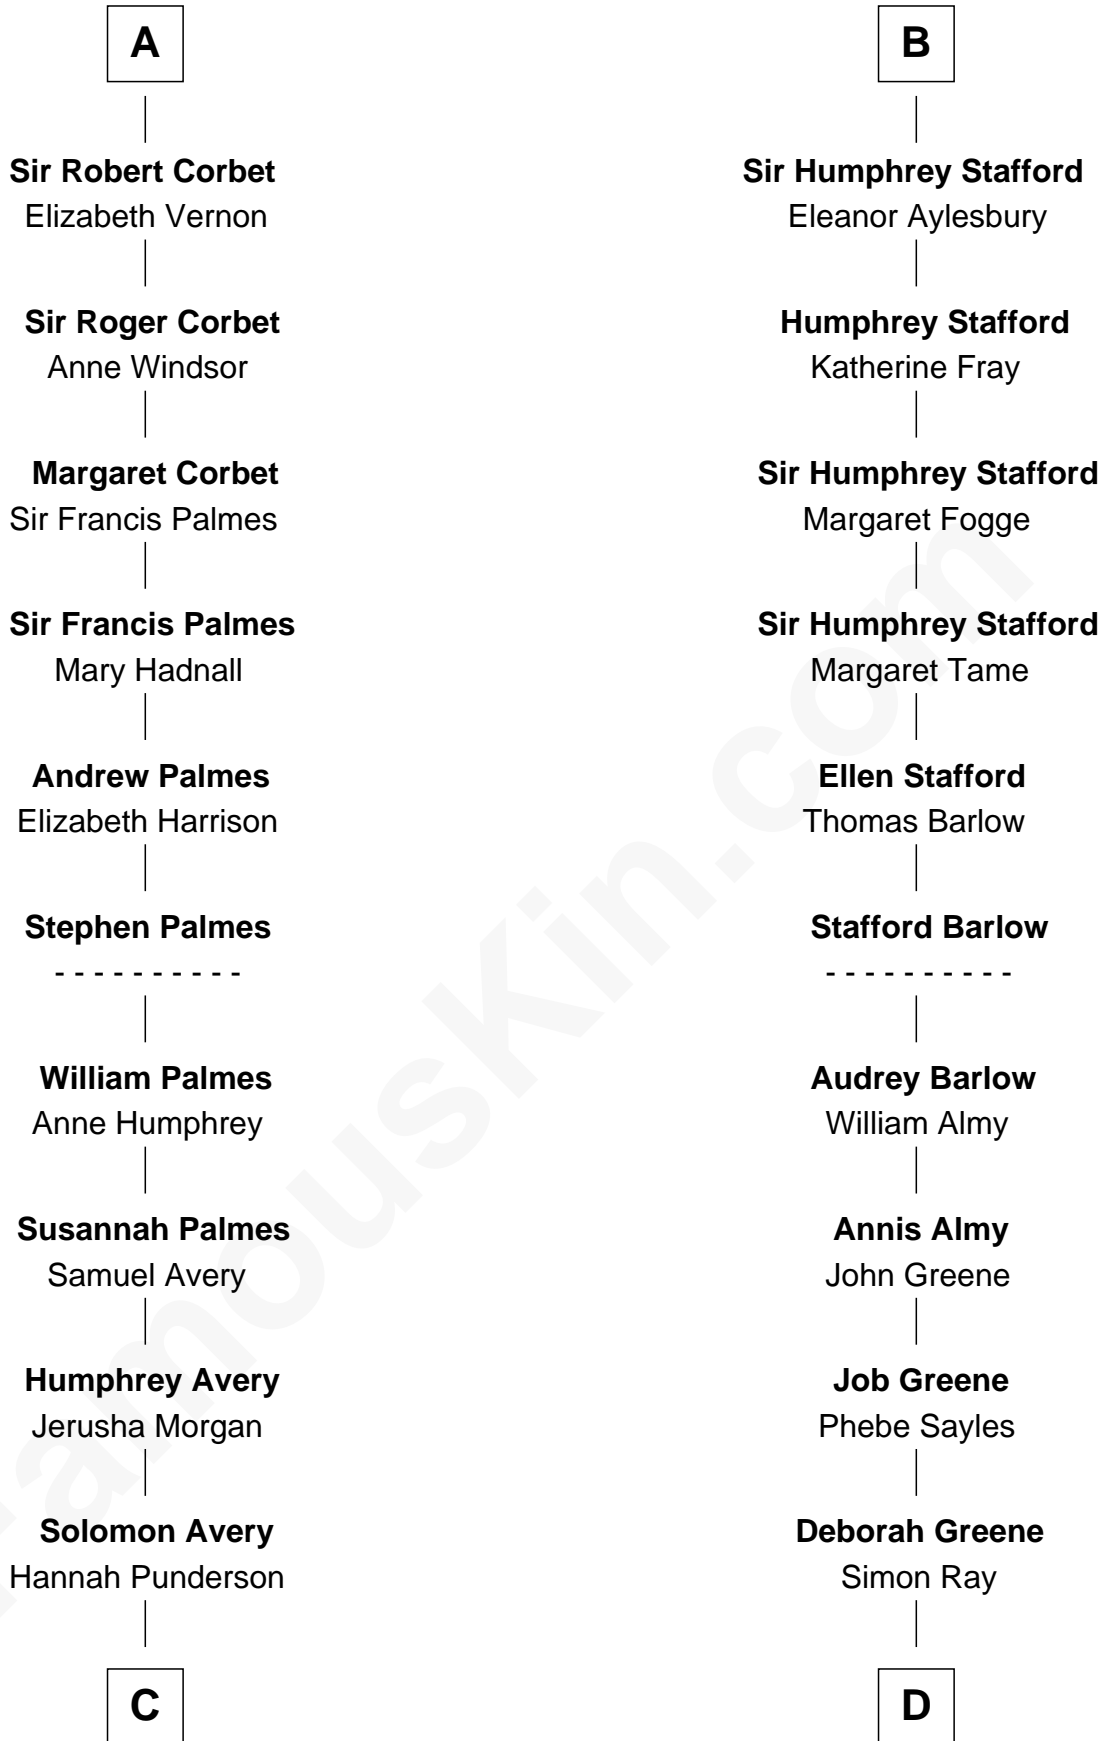 A
Sir Robert Corbet
Elizabeth Vernon
Sir Roger Corbet
Anne Windsor
Margaret Corbet
Sir Francis Palmes
Sir Francis Palmes
Mary Hadnall
Andrew Palmes
Elizabeth Harrison
Stephen Palmes
- - - - - - - - - -
William Palmes
Anne Humphrey
Susannah Palmes
Samuel Avery
Humphrey Avery
Jerusha Morgan
Solomon Avery
Hannah Punderson
C
B
Sir Humphrey Stafford
Eleanor Aylesbury
Humphrey Stafford
Katherine Fray
Sir Humphrey Stafford
Margaret Fogge
Sir Humphrey Stafford
Margaret Tame
Ellen Stafford
Thomas Barlow
Stafford Barlow
- - - - - - - - - -
Audrey Barlow
William Almy
Annis Almy
John Greene
Job Greene
Phebe Sayles
Deborah Greene
Simon Ray
D
FamousKin.com